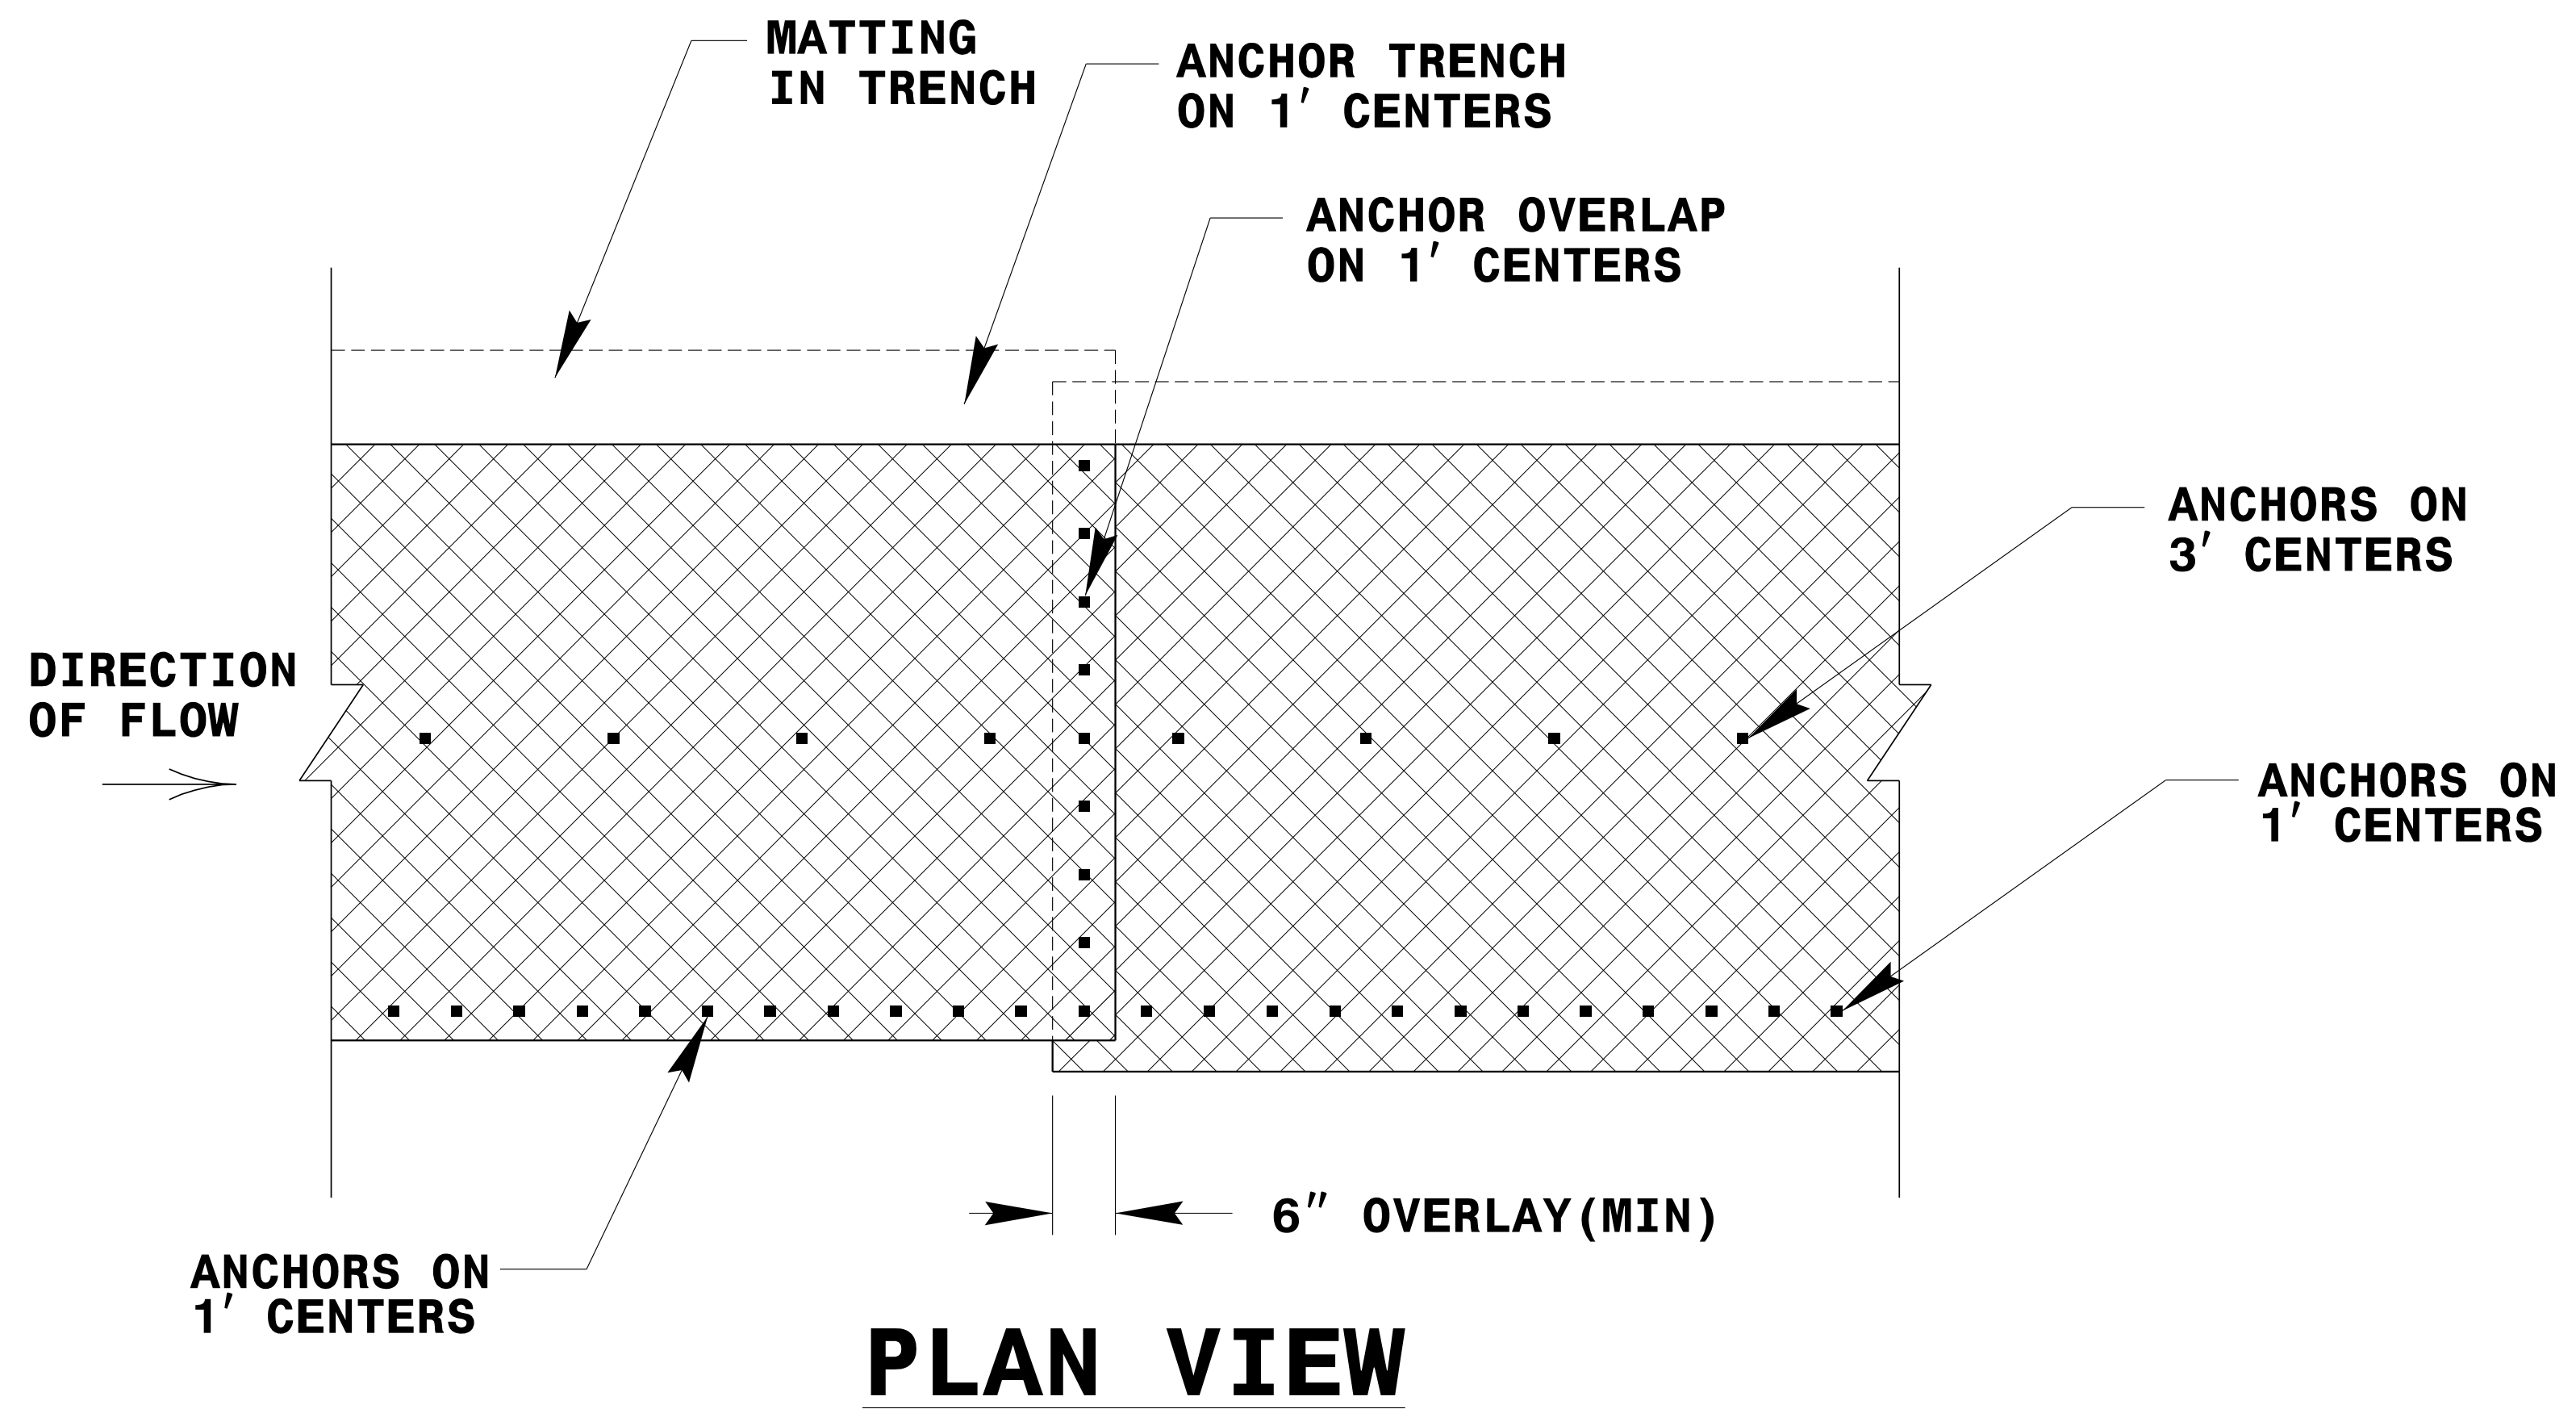 MATTING
IN TRENCH
ANCHOR TRENCH
ON 1' CENTERS
ANCHOR OVERLAP
ON 1' CENTERS
ANCHORS ON
3' CENTERS
DIRECTION
OF FLOW
ANCHORS ON
1' CENTERS
6" OVERLAY(MIN)
ANCHORS ON
1' CENTERS
PLAN VIEW